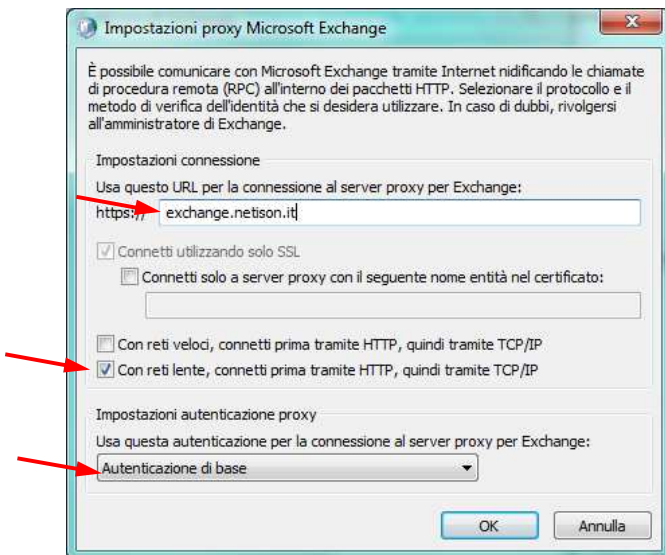 Impostazioni proxy Microsoft Exchange
È possibile comunicare con Microsoft Exchange tramite Internet nidificando le chiamate
di procedura remota (RPC) all'interno dei pacchetti HTTP. Selezionare il protocollo e il
metodo di verifica dell'identità che si desidera utilizzare. In caso di dubbi, rivolgersi
all'amministratore di Exchange.
Impostazioni connessione
Usa questo URL per la connessione al server proxy per Exchange:
https:// exchange.netison.it
Connetti utilizzando solo SSL
Connetti solo a server proxy con il seguente nome entità nel certificato:
Con reti veloci, connetti prima tramite HTTP, quindi tramite TCP/IP
Con reti lente, connetti prima tramite HTTP, quindi tramite TCP/IP
Impostazioni autenticazione proxy
Usa questa autenticazione per la connessione al server proxy per Exchange:
Autenticazione di base
OK Annulla